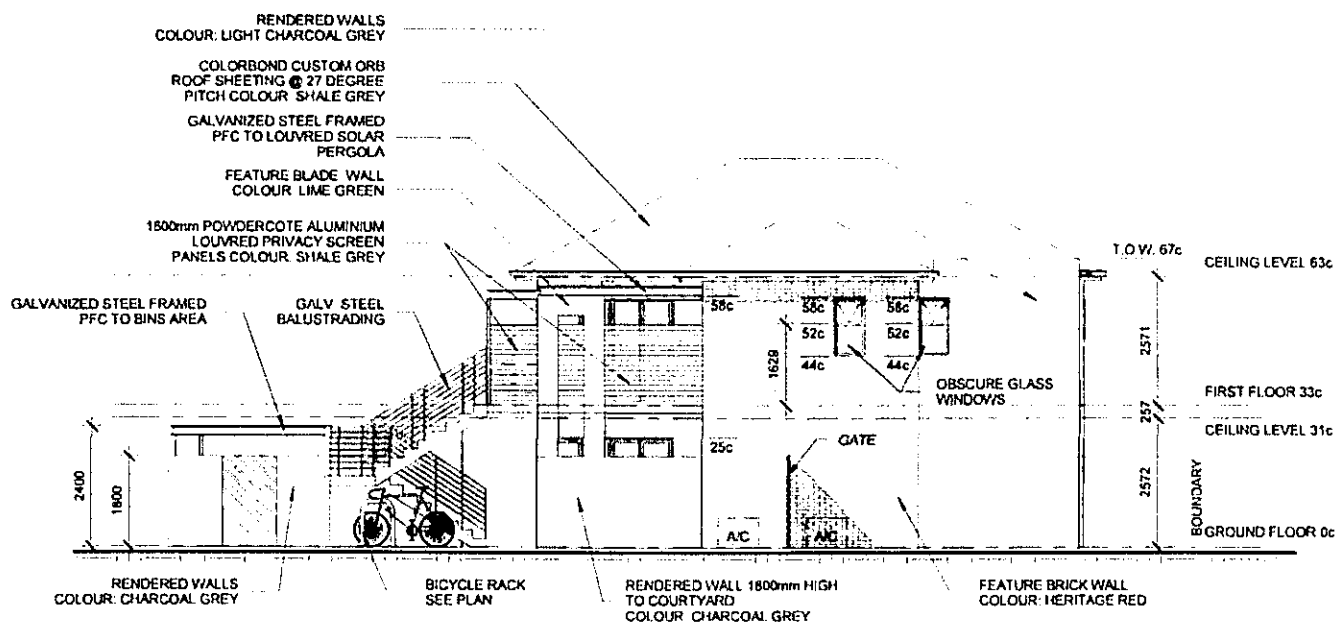 RENDERED WALLS
COLOUR: LIGHT CHARCOAL GREY
COLORBOND CUSTOM ORB
ROOF SHEETING @ 27 DEGREE
PITCH COLOUR SHALE GREY
GALVANIZED STEEL FRAMED
PFC TO LOUVRED SOLAR
PERGOLA
FEATURE BLADE WALL
COLOUR LIME GREEN
1600mm POWDERCOTE ALUMINIUM
LOUVRED PRIVACY SCREEN
PANELS COLOUR. SHALE GREY
GALVANIZED STEEL FRAMED
PFC TO BINS AREA
GALV STEEL
BALUSTRADING
T.O.W. 67c
CEILING LEVEL 63c
58c
58c
58c
52c
52c
44c
44c
1629
2571
OBSCURE GLASS
WINDOWS
FIRST FLOOR 33c
257
CEILING LEVEL 31c
25c
GATE
2400
1800
2572
BOUNDARY
A/C
A/C
GROUND FLOOR 0c
RENDERED WALLS
COLOUR: CHARCOAL GREY
BICYCLE RACK
SEE PLAN
RENDERED WALL 1800mm HIGH
TO COURTYARD
COLOUR CHARCOAL GREY
FEATURE BRICK WALL
COLOUR: HERITAGE RED